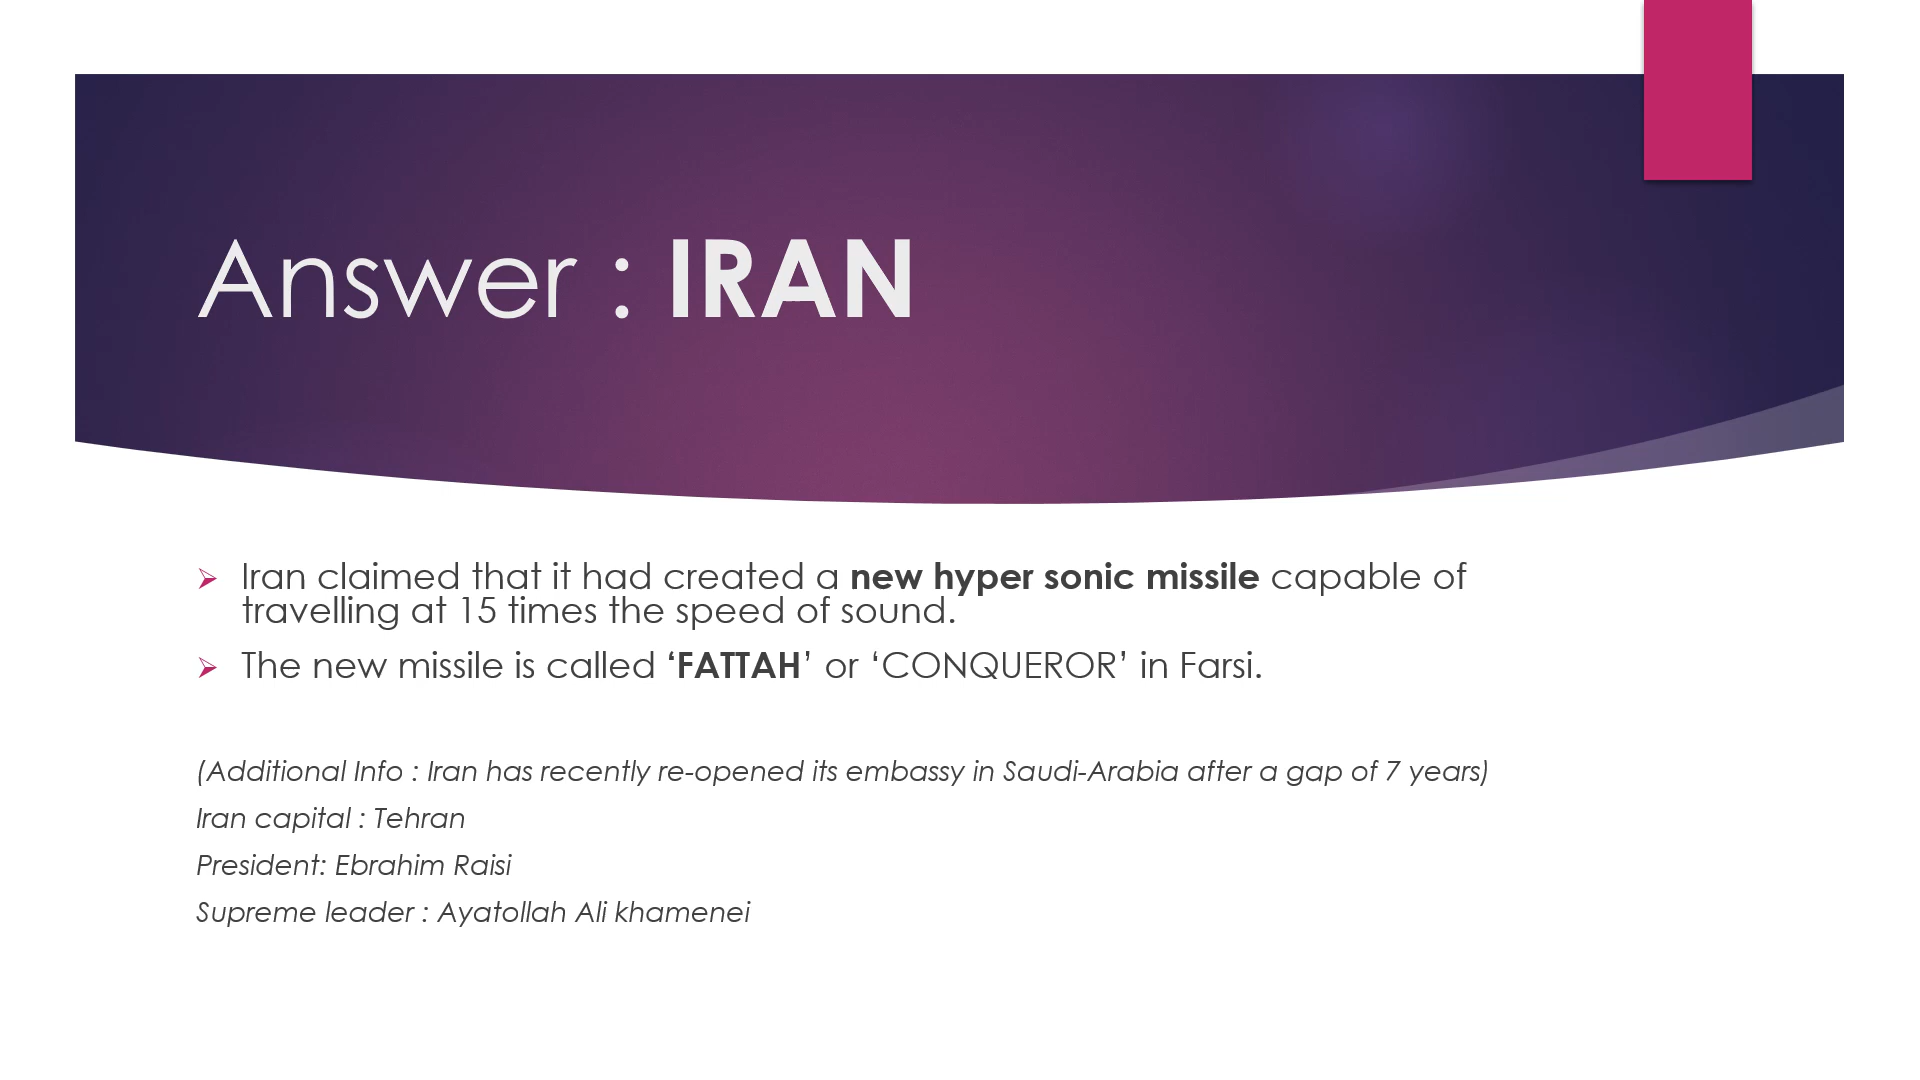 Answer : IRAN
Iran claimed that it had created a new hyper sonic missile capable of
travelling at 15 times the speed of sound.
The new missile is called ‘FATTAH’ or ‘CONQUEROR’ in Farsi.
(Additional Info : Iran has recently re-opened its embassy in Saudi-Arabia after a gap of 7 years)
Iran capital : Tehran
President: Ebrahim Raisi
Supreme leader : Ayatollah Ali khamenei